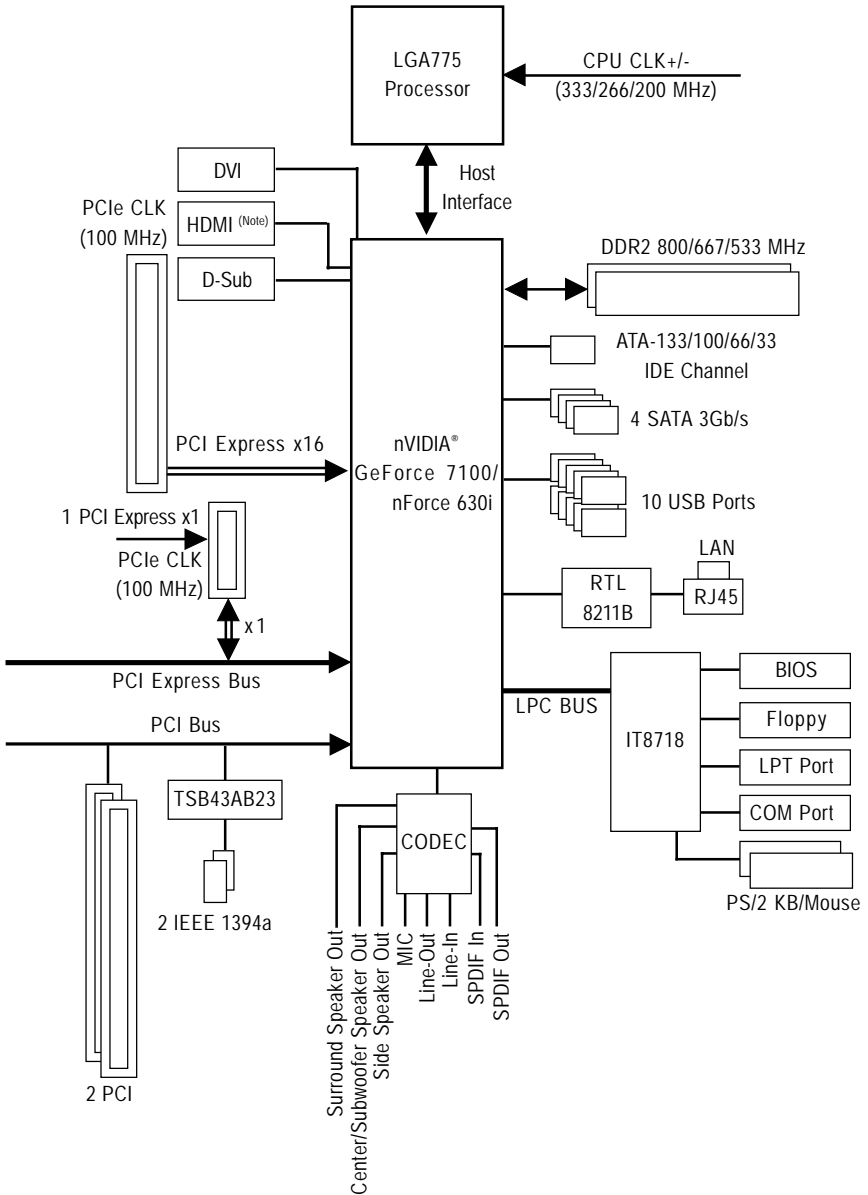 LGA775
Processor
CPU CLK+/-
(333/266/200 MHz)
DVI
Host
Interface
PCIe CLK
(100 MHz)
HDMI (Note)
D-Sub
DDR2 800/667/533 MHz
ATA-133/100/66/33
IDE Channel
4 SATA 3Gb/s
PCI Express x16
nVIDIA®
GeForce 7100/
nForce 630i
10 USB Ports
1 PCI Express x1
PCIe CLK
(100 MHz)
x1
LAN
RTL
8211B
RJ45
PCI Express Bus
LPC BUS
IT8718
BIOS
Floppy
LPT Port
COM Port
PS/2 KB/Mouse
PCI Bus
TSB43AB23
2 IEEE 1394a
2 PCI
CODEC
Surround Speaker Out
Center/Subwoofer Speaker Out
Side Speaker Out
MIC
Line-Out
Line-In
SPDIF In
SPDIF Out